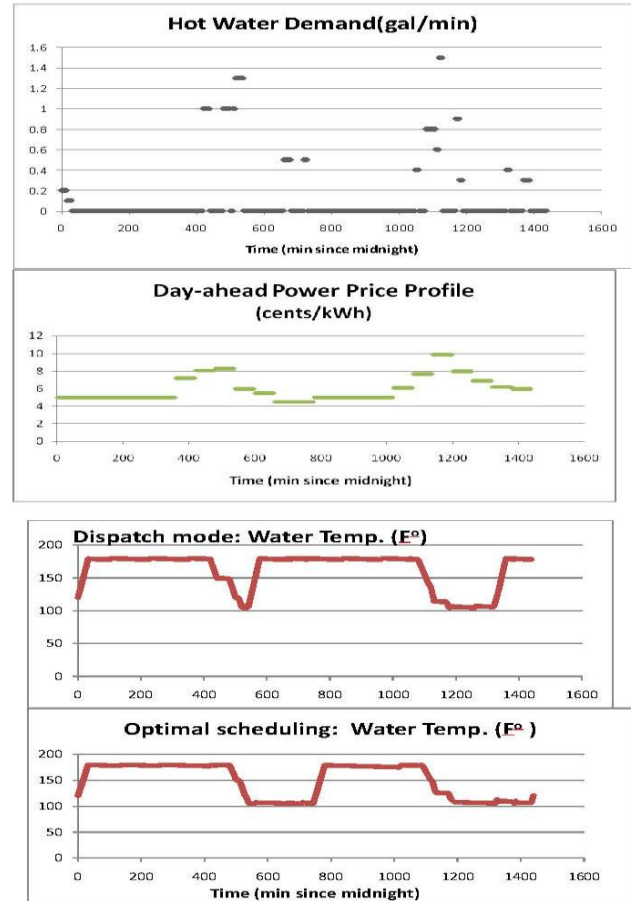 Hot Water Demand(gal/min)
1.6
1.4
1.2
1
0.8
0.6
0.4
0.2
0
0 200 400 600 800 1000 1200 1400 1600
Time (min since midnight)
Day-ahead Power Price Profile
(cents/kWh)
12
10
8
6
4
2
0
0 200 400 600 800 1000 1200 1400 1600
Time (min since midnight)
Dispatch mode: Water Temp. (Fº)
200
150
100
50
0
0 200 400 600 800 1000 1200 1400 1600
Optimal scheduling: Water Temp. (Fº )
200
150
100
50
0
0 200 400 600 800 1000 1200 1400 1600
Time (min since midnight)